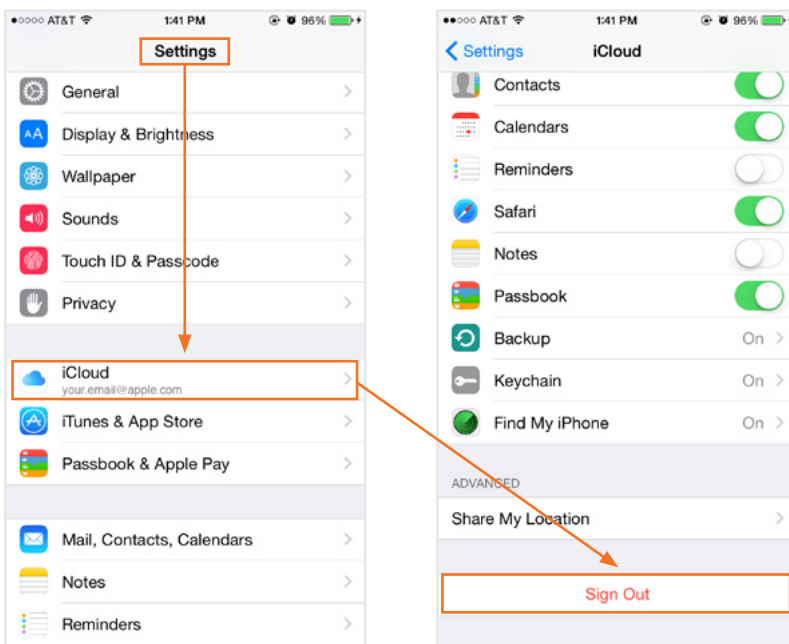 AT&T 1:41 PM 96%
Settings
General
AA Display & Brightness
Wallpaper
Sounds
Touch ID & Passcode
Privacy
iCloud
your.email@apple.com
iTunes & App Store
Passbook & Apple Pay
Mail, Contacts, Calendars
Notes
Reminders
AT&T 1:41 PM 96%
Settings iCloud
Contacts
Calendars
Reminders
Safari
Notes
Passbook
Backup On
Keychain On
Find My iPhone On
ADVANCED
Share My Location
Sign Out